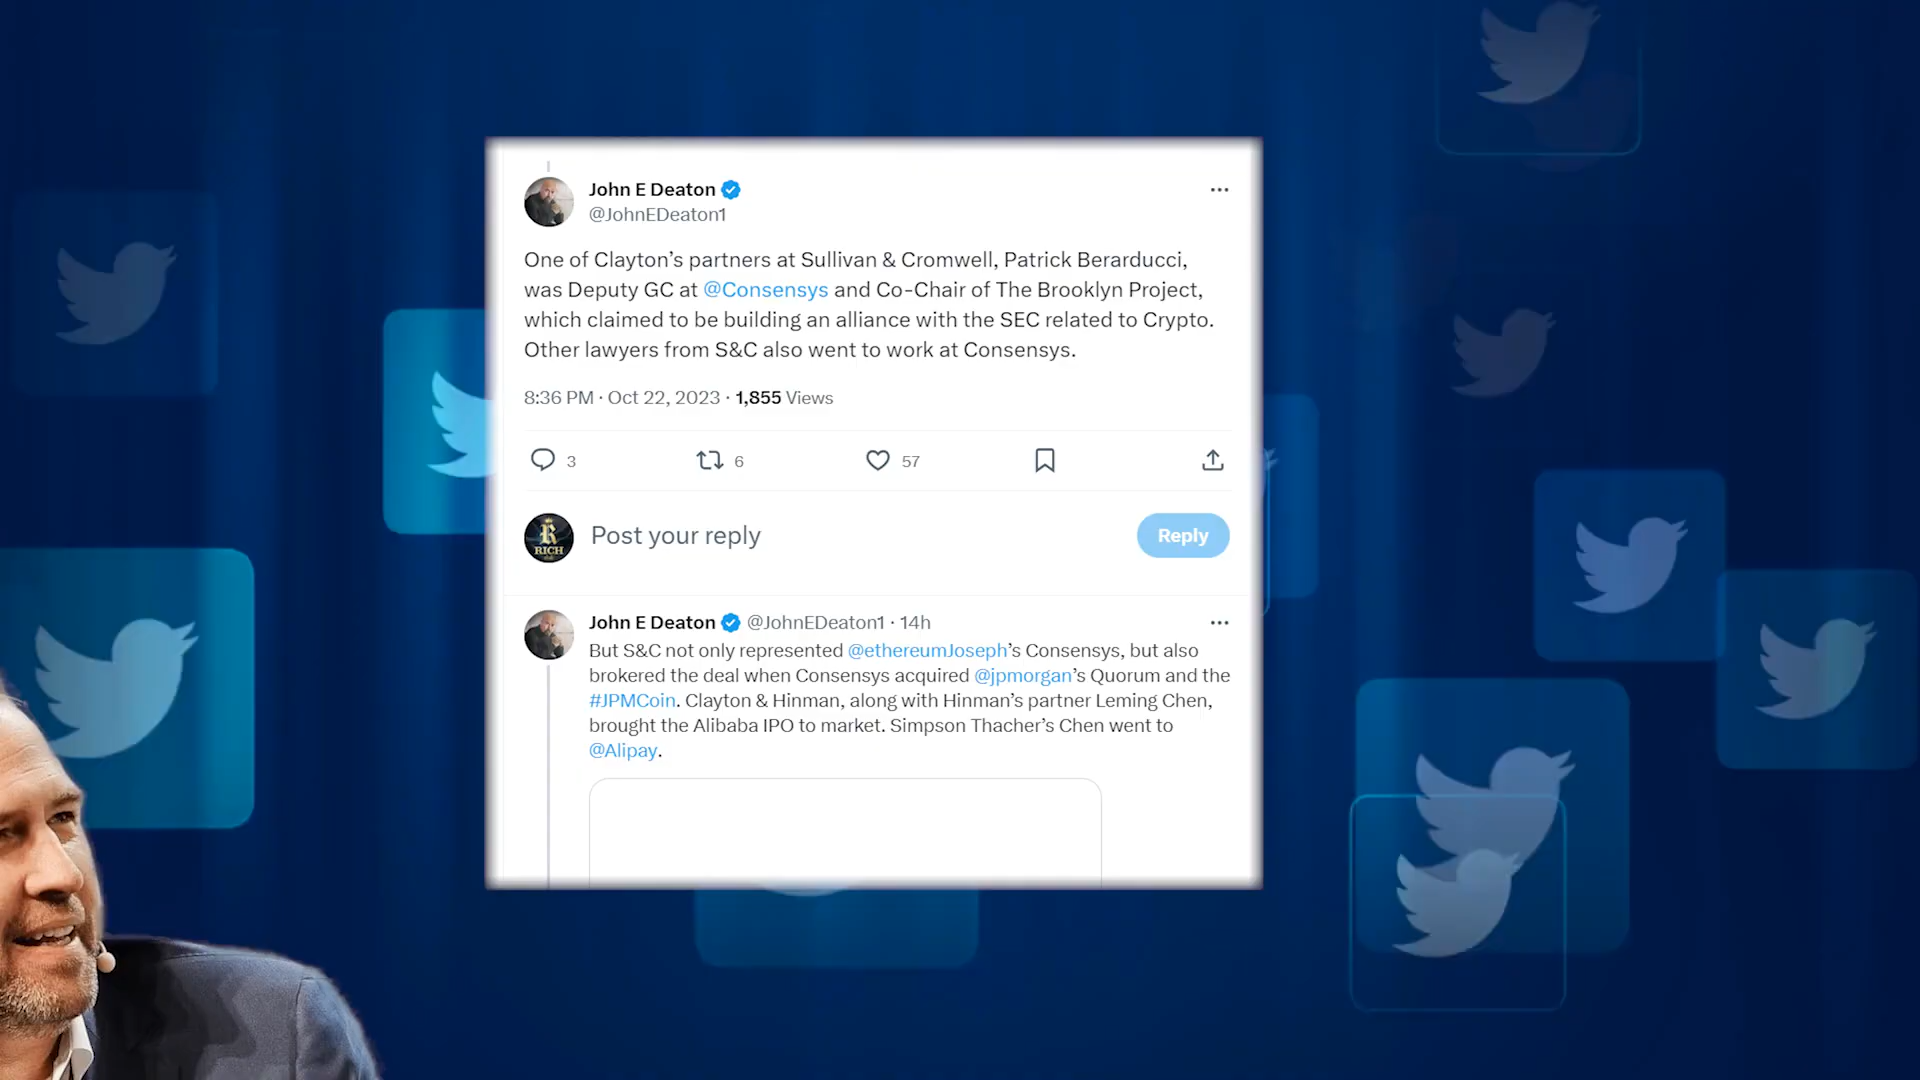 John E Deaton
@JohnEDeaton1
One of Clayton’s partners at Sullivan & Cromwell, Patrick Berarducci,
was Deputy GC at @Consensys and Co-Chair of The Brooklyn Project,
which claimed to be building an alliance with the SEC related to Crypto.
Other lawyers from S&C also went to work at Consensys.
8:36 PM · Oct 22, 2023 · 1,855 Views
3 6 57
RICH
Post your reply
Reply
John E Deaton @JohnEDeaton1 · 14h
But S&C not only represented @ethereumJoseph’s Consensys, but also
brokered the deal when Consensys acquired @jpmorgan’s Quorum and the
#JPMCoin. Clayton & Hinman, along with Hinman’s partner Leming Chen,
brought the Alibaba IPO to market. Simpson Thacher’s Chen went to
@Alipay.